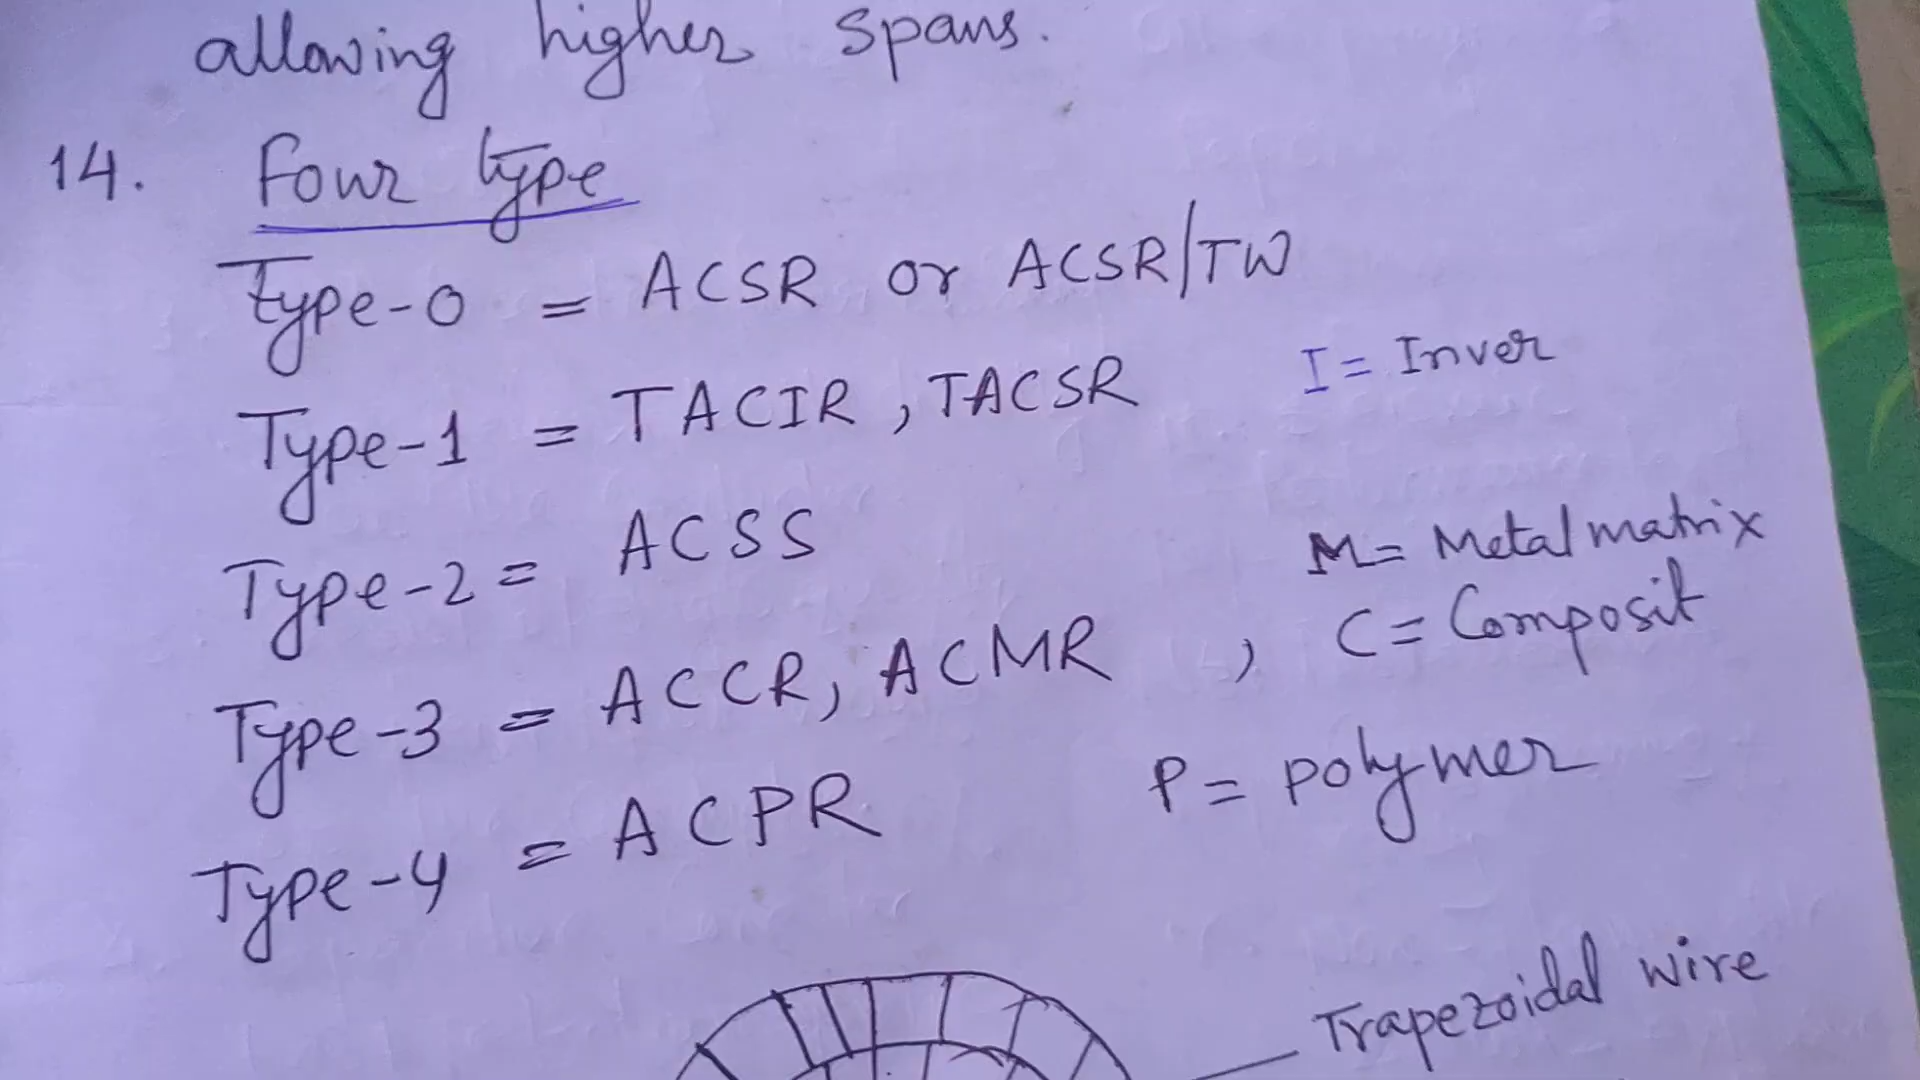 allowing higher spans.
14. Four type
Type-0 = ACSR or ACSR/TW
Type-1 = TACIR, TACSR I = Inver
Type-2 = ACSS
M = Metal matrix
Type-3 = ACCR, ACMR , C = Composit
Type-4 = ACPR P = polymer
Trapezoidal wire